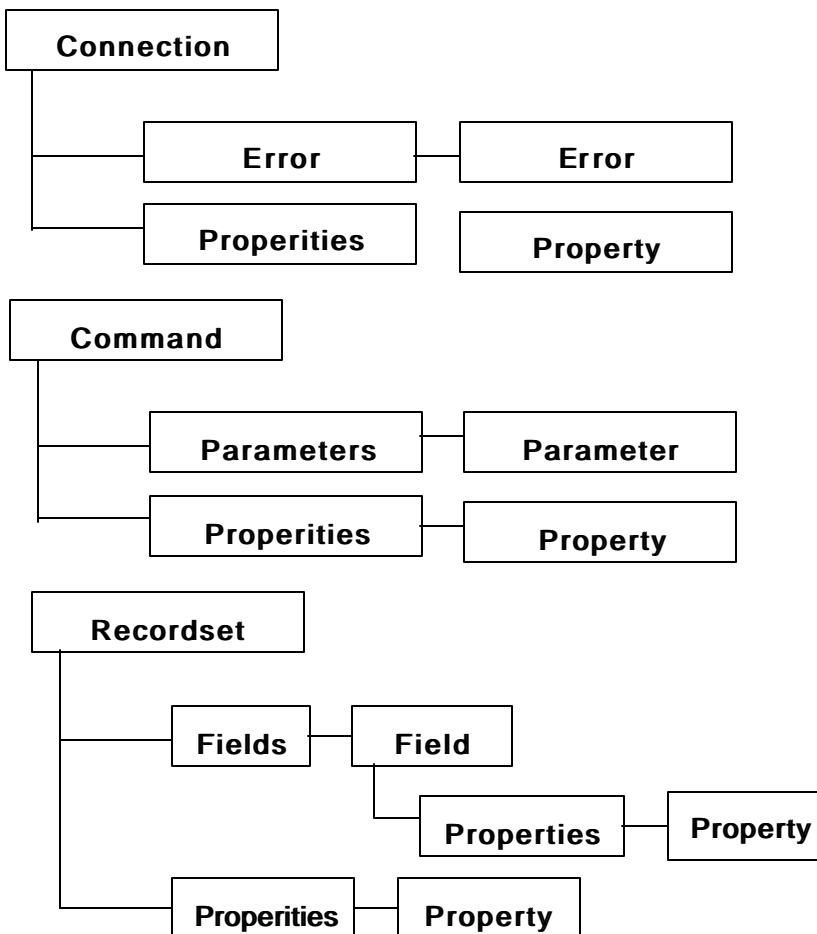 Connection
Error Error
Properities Property
Command
Parameters Parameter
Properities Property
Recordset
Fields Field
Properties Property
Properities Property